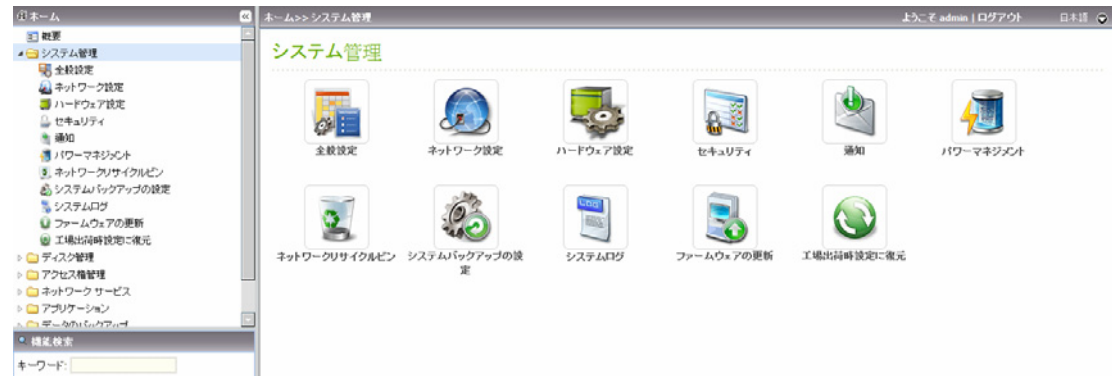 ホーム
ホーム>> システム管理
ようこそ admin | ログアウト
日本語
概要
システム管理
全般設定
ネットワーク設定
ハードウェア設定
セキュリティ
通知
パワーマネジメント
ネットワークリサイクルビン
システムバックアップの設定
システムログ
ファームウェアの更新
工場出荷時設定に復元
ディスク管理
アクセス権管理
ネットワーク サービス
アプリケーション
データのバックアップ
機能検索
キーワード:
システム管理
全般設定
ネットワーク設定
ハードウェア設定
セキュリティ
通知
パワーマネジメント
ネットワークリサイクルビン
システムバックアップの設
定
LOG
システムログ
ファームウェアの更新
工場出荷時設定に復元